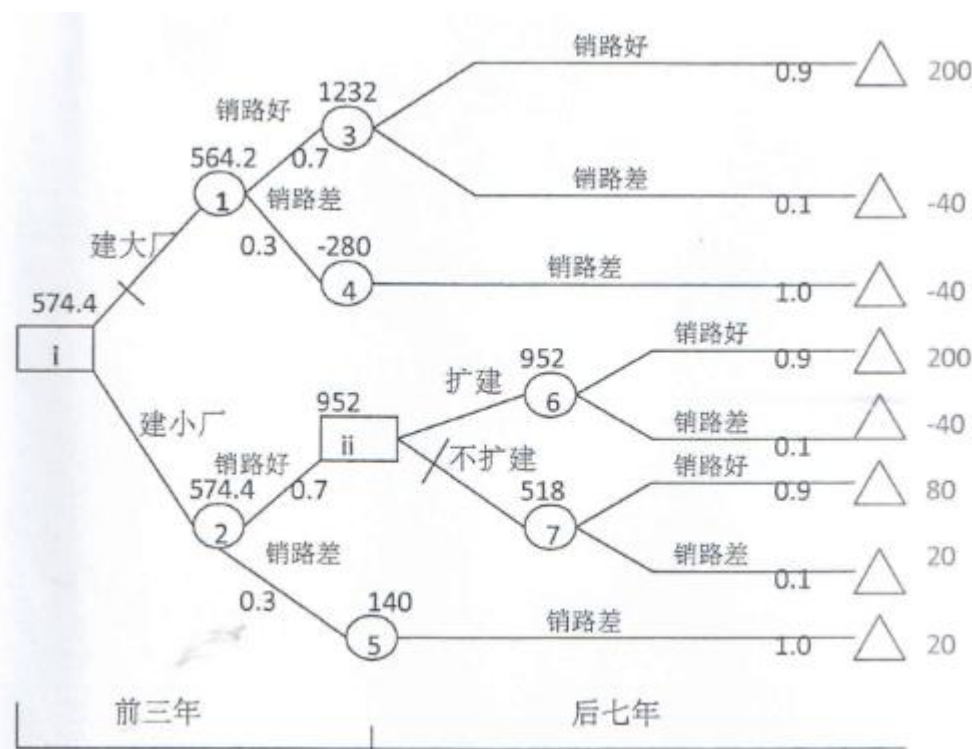 销路好
0.9
200
1232
3
销路好
0.7
564.2
1
销路差
0.1
-40
销路差
0.3
-280
4
销路差
1.0
-40
建大厂
574.4
i
销路好
0.9
200
952
6
扩建
销路差
0.1
-40
952
ii
建小厂
不扩建
销路好
0.9
80
518
7
销路好
0.7
574.4
2
销路差
0.1
20
销路差
0.3
140
5
销路差
1.0
20
前三年
后七年